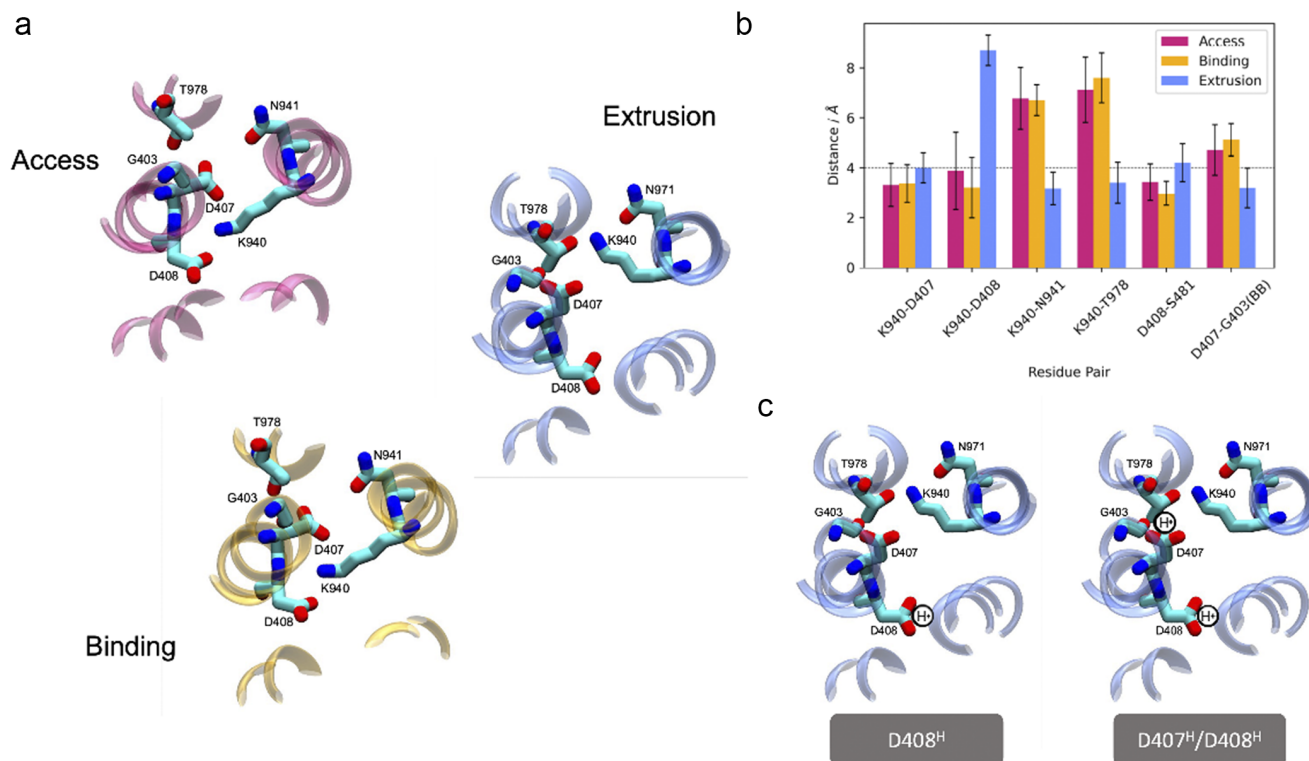 a
Access
T978
N941
G403
D407
K940
D408
Extrusion
N971
T978
K940
G403
D407
D408
Binding
T978
N941
G403
D407
K940
D408
b
Access
Binding
Extrusion
Distance / Å
8
6
4
2
0
K940-D407
K940-D408
K940-N941
K940-T978
D408-S481
D407-G403(BB)
Residue Pair
c
N971
T978
K940
G403
D407
D408
H+
D408ᴴ
N971
T978
K940
G403
H+
D407
D408
H+
D407ᴴ/D408ᴴ